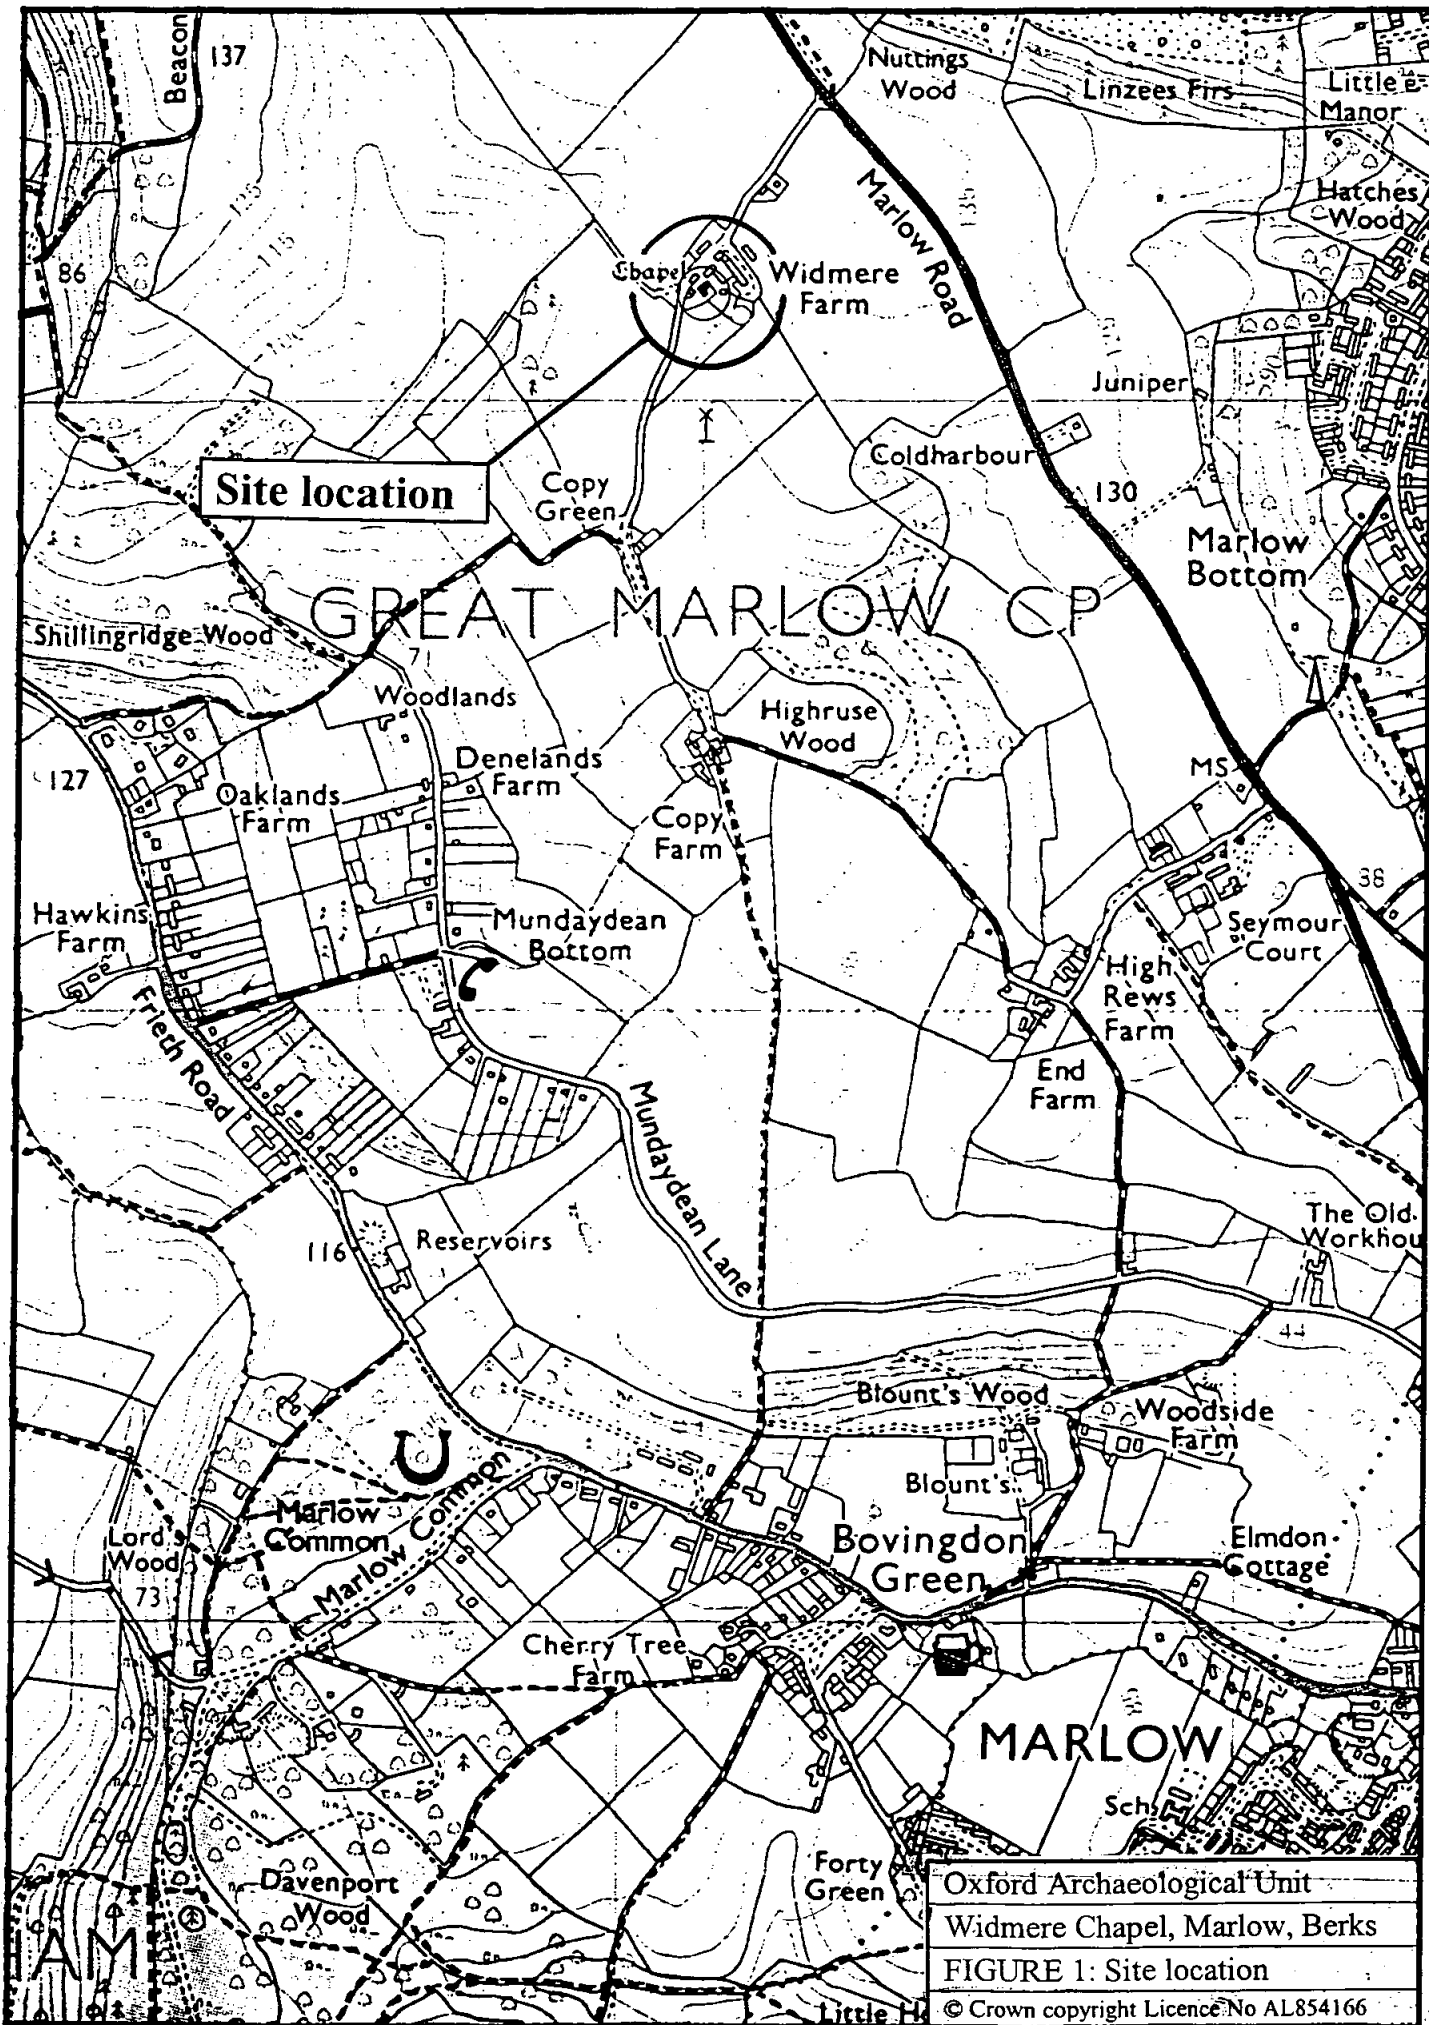 Beacon
137
Nuttings
Wood
Linzees Firs
Little
Manor
Hatches
Wood
Marlow Road
86
Chapel
Widmere
Farm
Juniper
Coldharbour
130
Site location
Copy
Green
Marlow
Bottom
GREAT MARLOW CP
Shillingridge Wood
71
Woodlands
Highruse
Wood
127
Denelands
Farm
MS
Oaklands
Farm
Copy
Farm
38
Hawkins
Farm
Mundaydean
Bottom
Seymour
Court
High
Rews
Farm
Frieth Road
End
Farm
Mundaydean Lane
The Old
Workhou
116
Reservoirs
44
Blount's Wood
Woodside
Farm
Blount's
Marlow
Common
Marlow Common
Lord's
Wood
73
Bovingdon
Green
Elmdon
Cottage
Cherry Tree
Farm
MARLOW
Sch
Davenport
Wood
Forty
Green
AM
Little H
Oxford Archaeological Unit
Widmere Chapel, Marlow, Berks
FIGURE 1: Site location
© Crown copyright Licence No AL854166